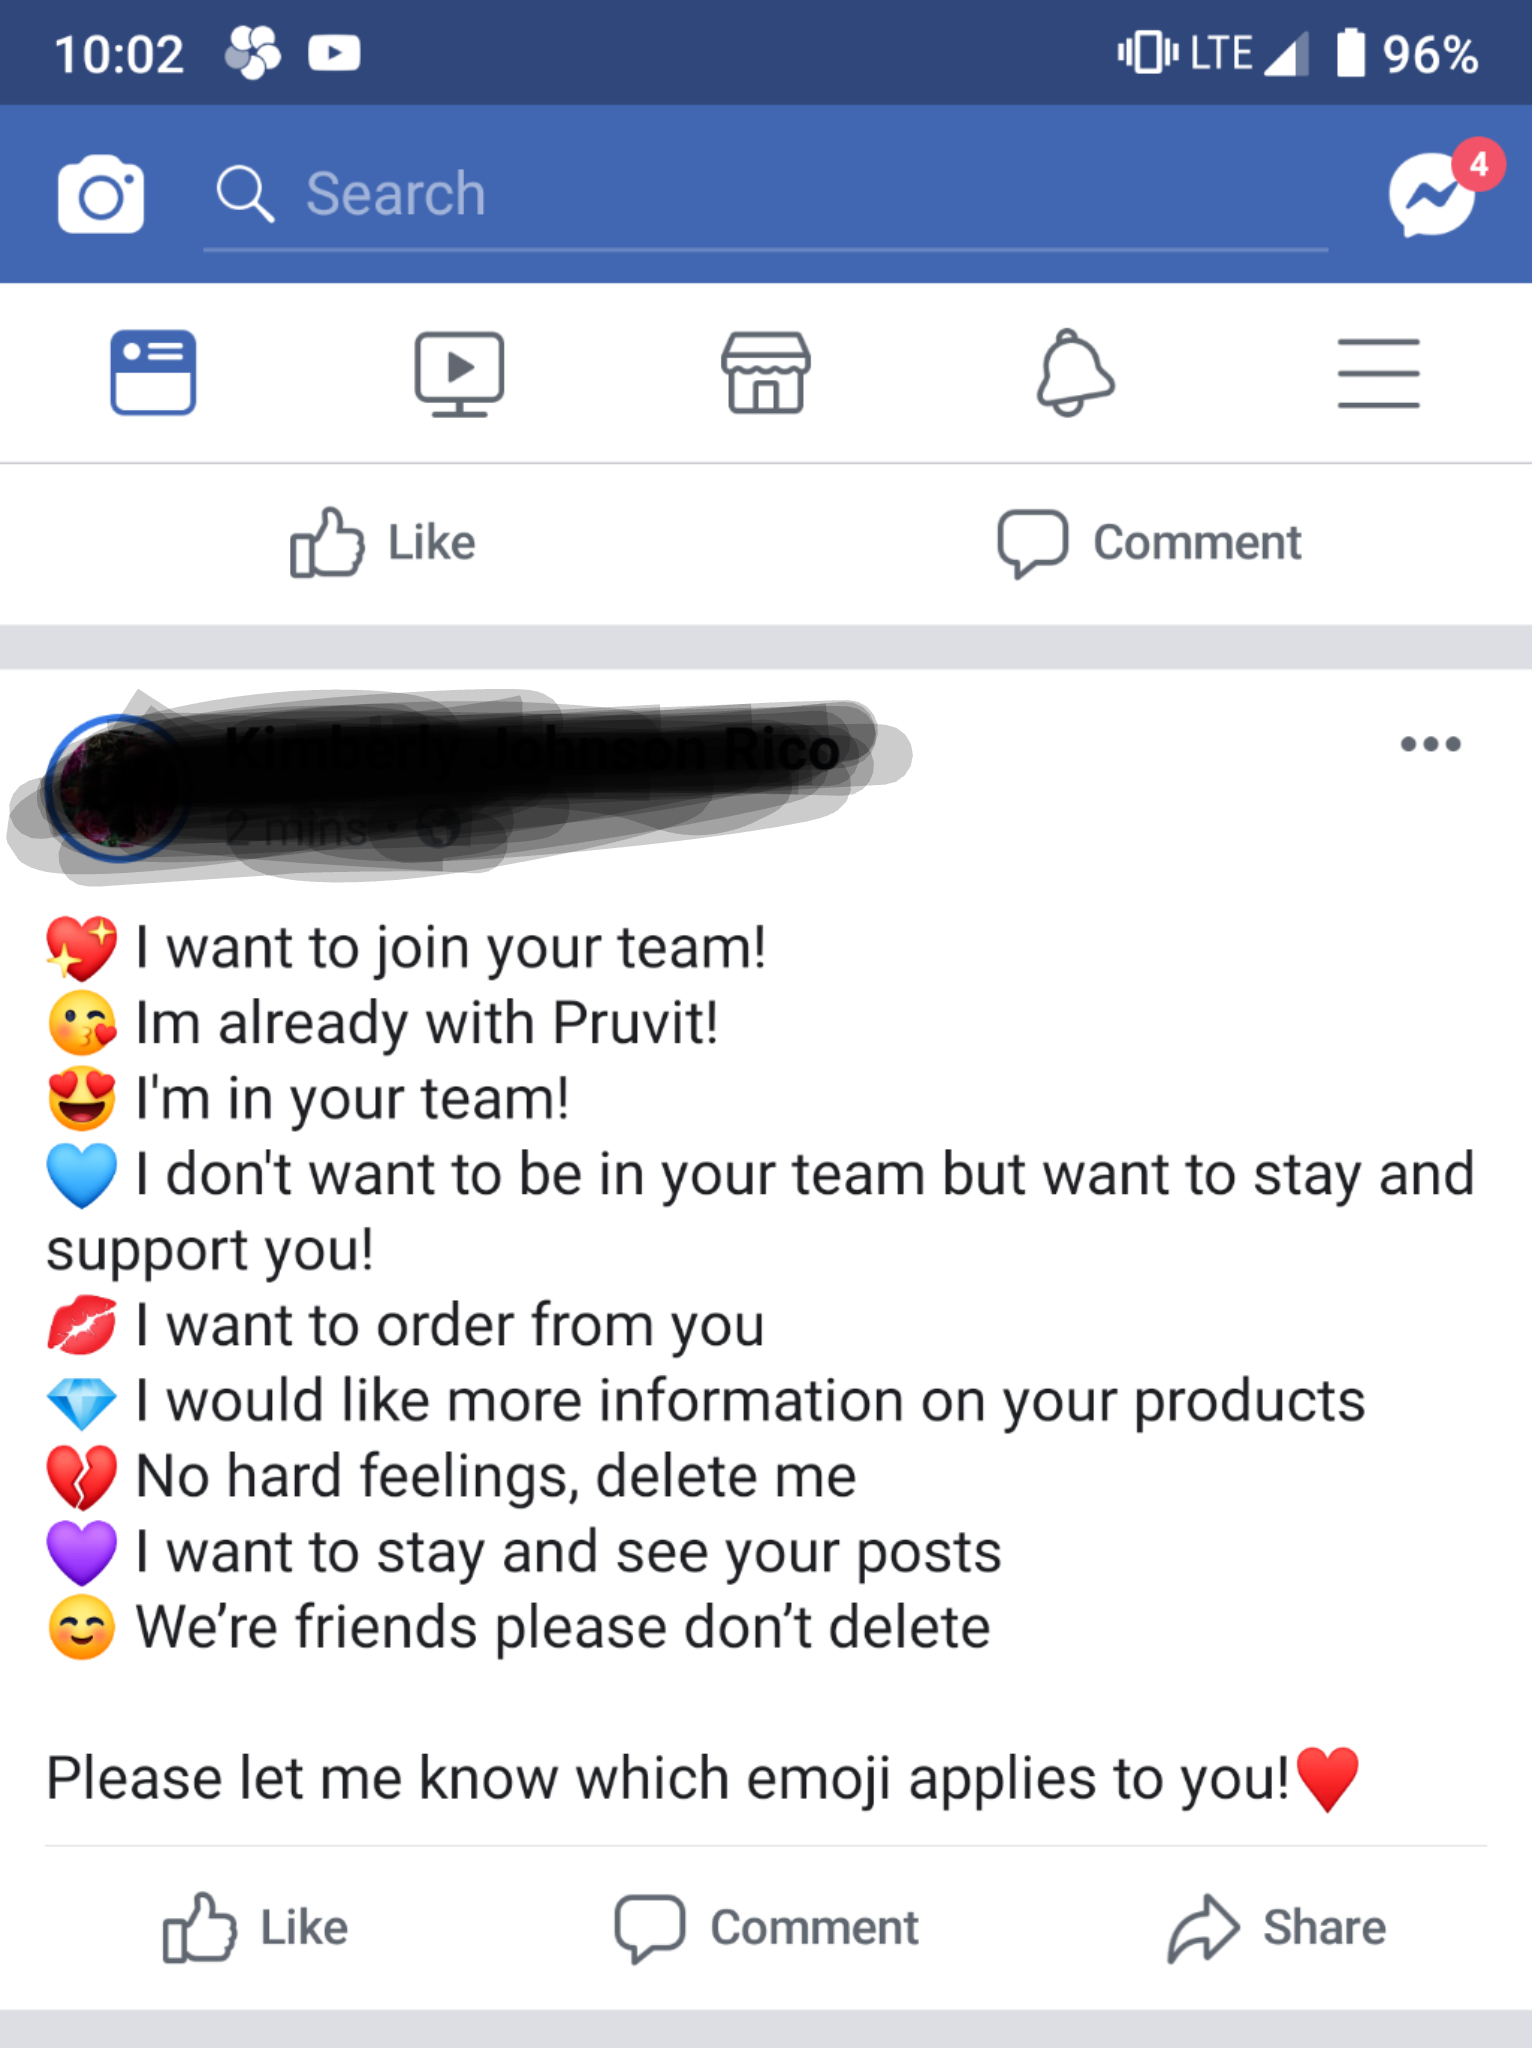 10:02 LTE 96%
Search 4
Like Comment
2 mins
💖 I want to join your team!
😘 Im already with Pruvit!
😍 I'm in your team!
💙 I don't want to be in your team but want to stay and
support you!
💋 I want to order from you
💎 I would like more information on your products
💔 No hard feelings, delete me
💜 I want to stay and see your posts
😊 We’re friends please don’t delete
Please let me know which emoji applies to you!♥️
Like Comment Share